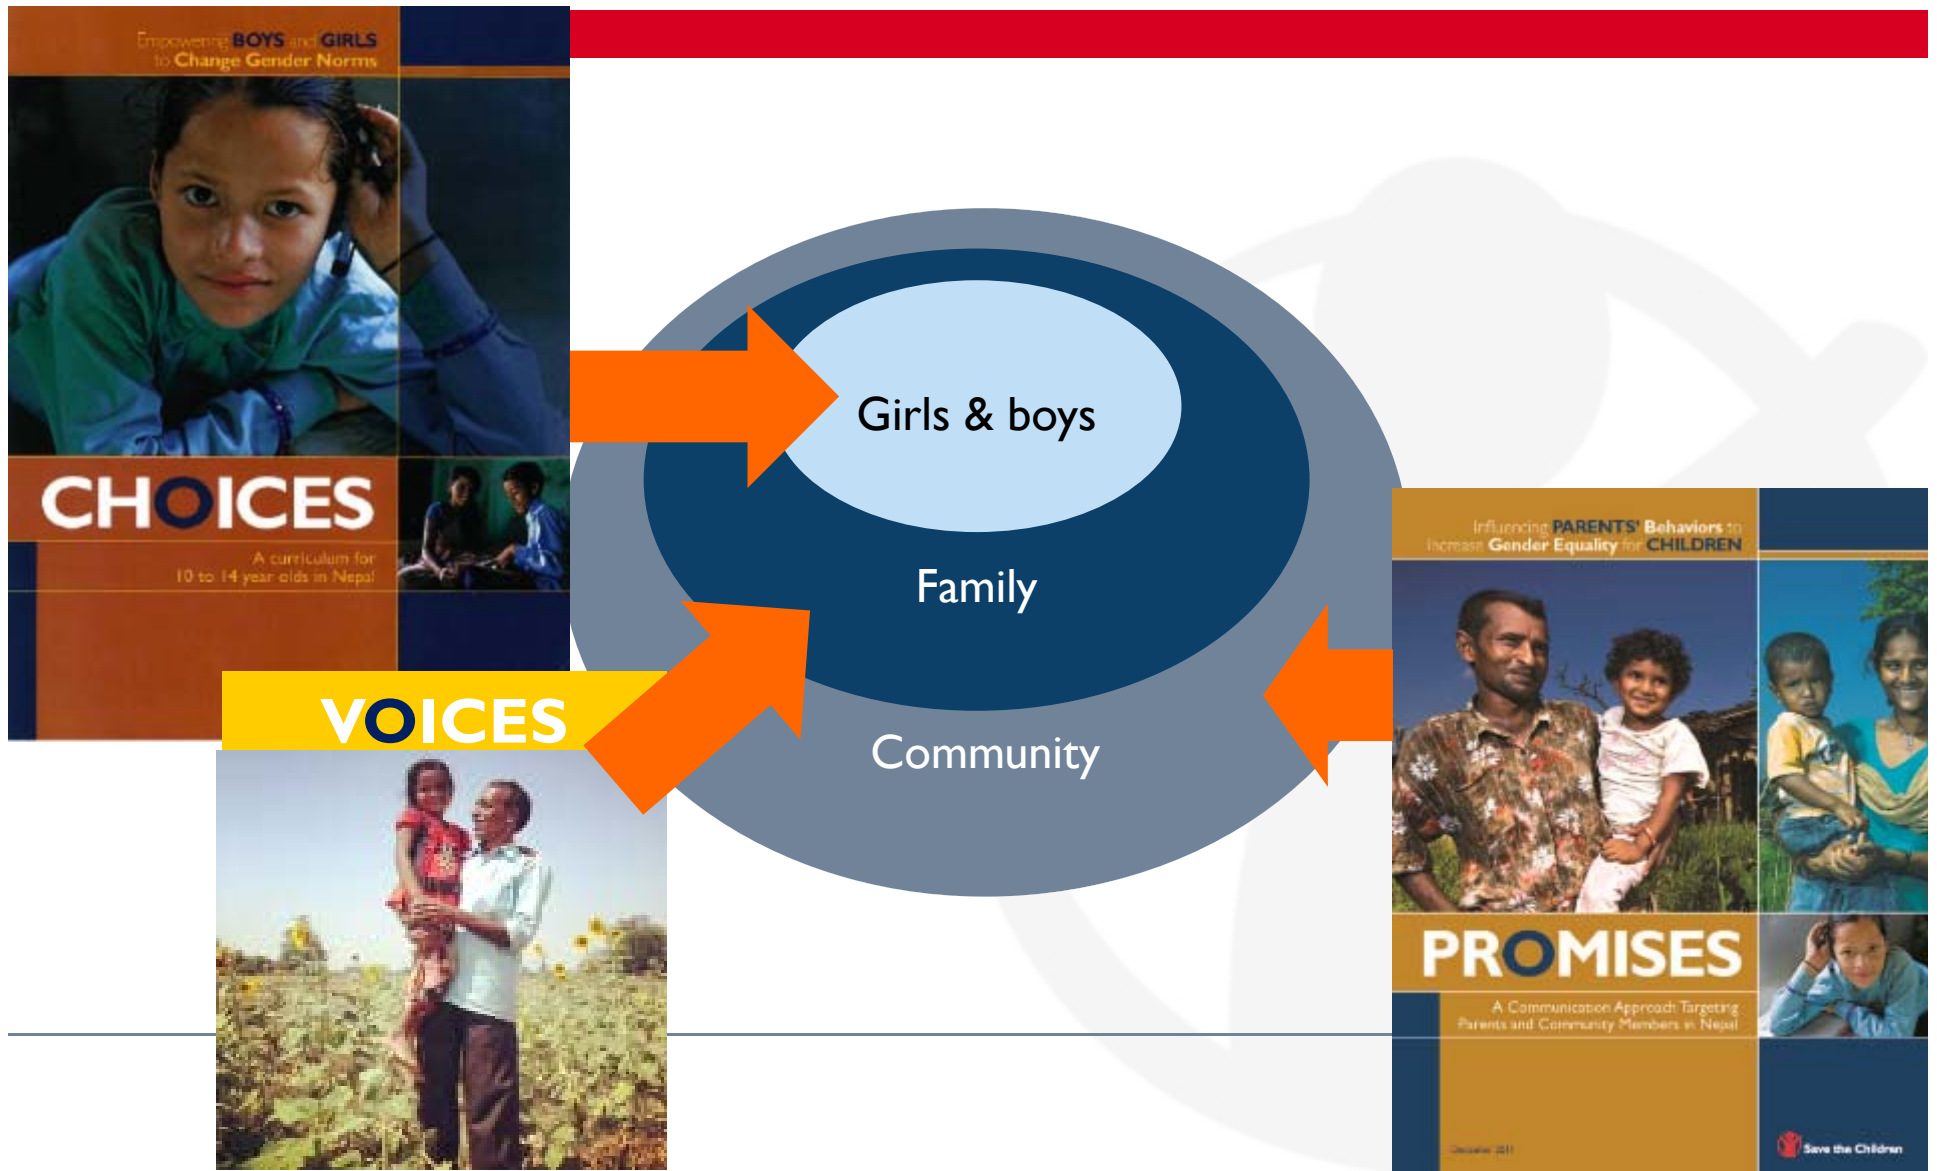 Empowering BOYS and GIRLS
to Change Gender Norms
CHOICES
A curriculum for
10 to 14 year olds in Nepal
VOICES
Girls & boys
Family
Community
Influencing PARENTS' Behaviors to
Increase Gender Equality for CHILDREN
PROMISES
A Communication Approach Targeting
Parents and Community Members in Nepal
Save the Children